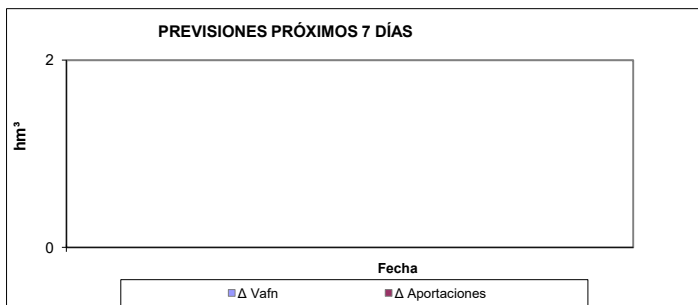 PREVISIONES PRÓXIMOS 7 DÍAS
2
hm³
0
Fecha
Δ Vafn
Δ Aportaciones